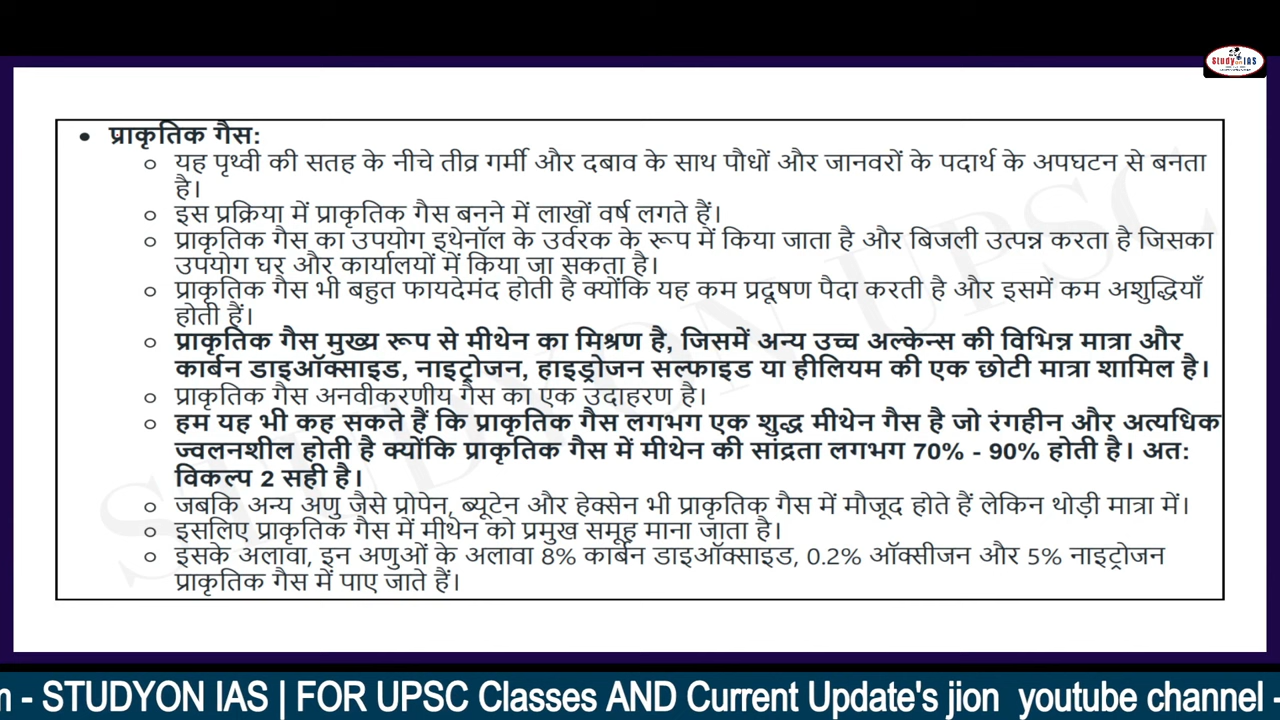 Studyon IAS
• प्राकृतिक गैस:
o यह पृथ्वी की सतह के नीचे तीव्र गर्मी और दबाव के साथ पौधों और जानवरों के पदार्थ के अपघटन से बनता
है।
o इस प्रक्रिया में प्राकृतिक गैस बनने में लाखों वर्ष लगते हैं।
o प्राकृतिक गैस का उपयोग इथेनॉल के उर्वरक के रूप में किया जाता है और बिजली उत्पन्न करता है जिसका
उपयोग घर और कार्यालयों में किया जा सकता है।
o प्राकृतिक गैस भी बहुत फायदेमंद होती है क्योंकि यह कम प्रदूषण पैदा करती है और इसमें कम अशुद्धियाँ
होती हैं।
o प्राकृतिक गैस मुख्य रूप से मीथेन का मिश्रण है, जिसमें अन्य उच्च अल्केन्स की विभिन्न मात्रा और
कार्बन डाइऑक्साइड, नाइट्रोजन, हाइड्रोजन सल्फाइड या हीलियम की एक छोटी मात्रा शामिल है।
o प्राकृतिक गैस अनवीकरणीय गैस का एक उदाहरण है।
o हम यह भी कह सकते हैं कि प्राकृतिक गैस लगभग एक शुद्ध मीथेन गैस है जो रंगहीन और अत्यधिक
ज्वलनशील होती है क्योंकि प्राकृतिक गैस में मीथेन की सांद्रता लगभग 70% - 90% होती है। अत:
विकल्प 2 सही है।
o जबकि अन्य अणु जैसे प्रोपेन, ब्यूटेन और हेक्सेन भी प्राकृतिक गैस में मौजूद होते हैं लेकिन थोड़ी मात्रा में।
o इसलिए प्राकृतिक गैस में मीथेन को प्रमुख समूह माना जाता है।
o इसके अलावा, इन अणुओं के अलावा 8% कार्बन डाइऑक्साइड, 0.2% ऑक्सीजन और 5% नाइट्रोजन
प्राकृतिक गैस में पाए जाते हैं।
STUDYON UPSC
m - STUDYON IAS | FOR UPSC Classes AND Current Update's jion youtube channel -